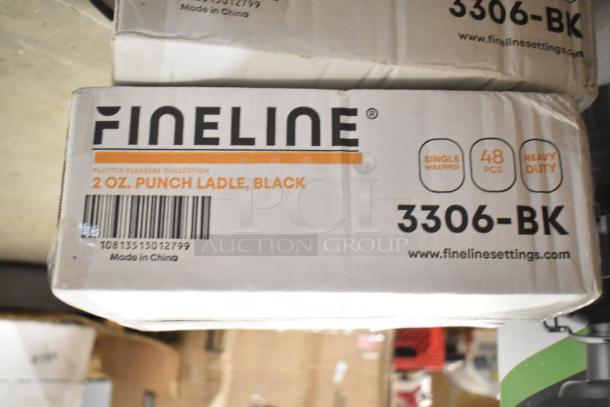 3306-BK
Made in China
www.finelinesettings.com
FINELINE®
PLATTER PLEASERS COLLECTION
2 OZ. PUNCH LADLE, BLACK
SINGLE WRAPPED
48 PCS
HEAVY DUTY
10813515012799
Made in China
3306-BK
www.finelinesettings.com
PCI
AUCTION GROUP